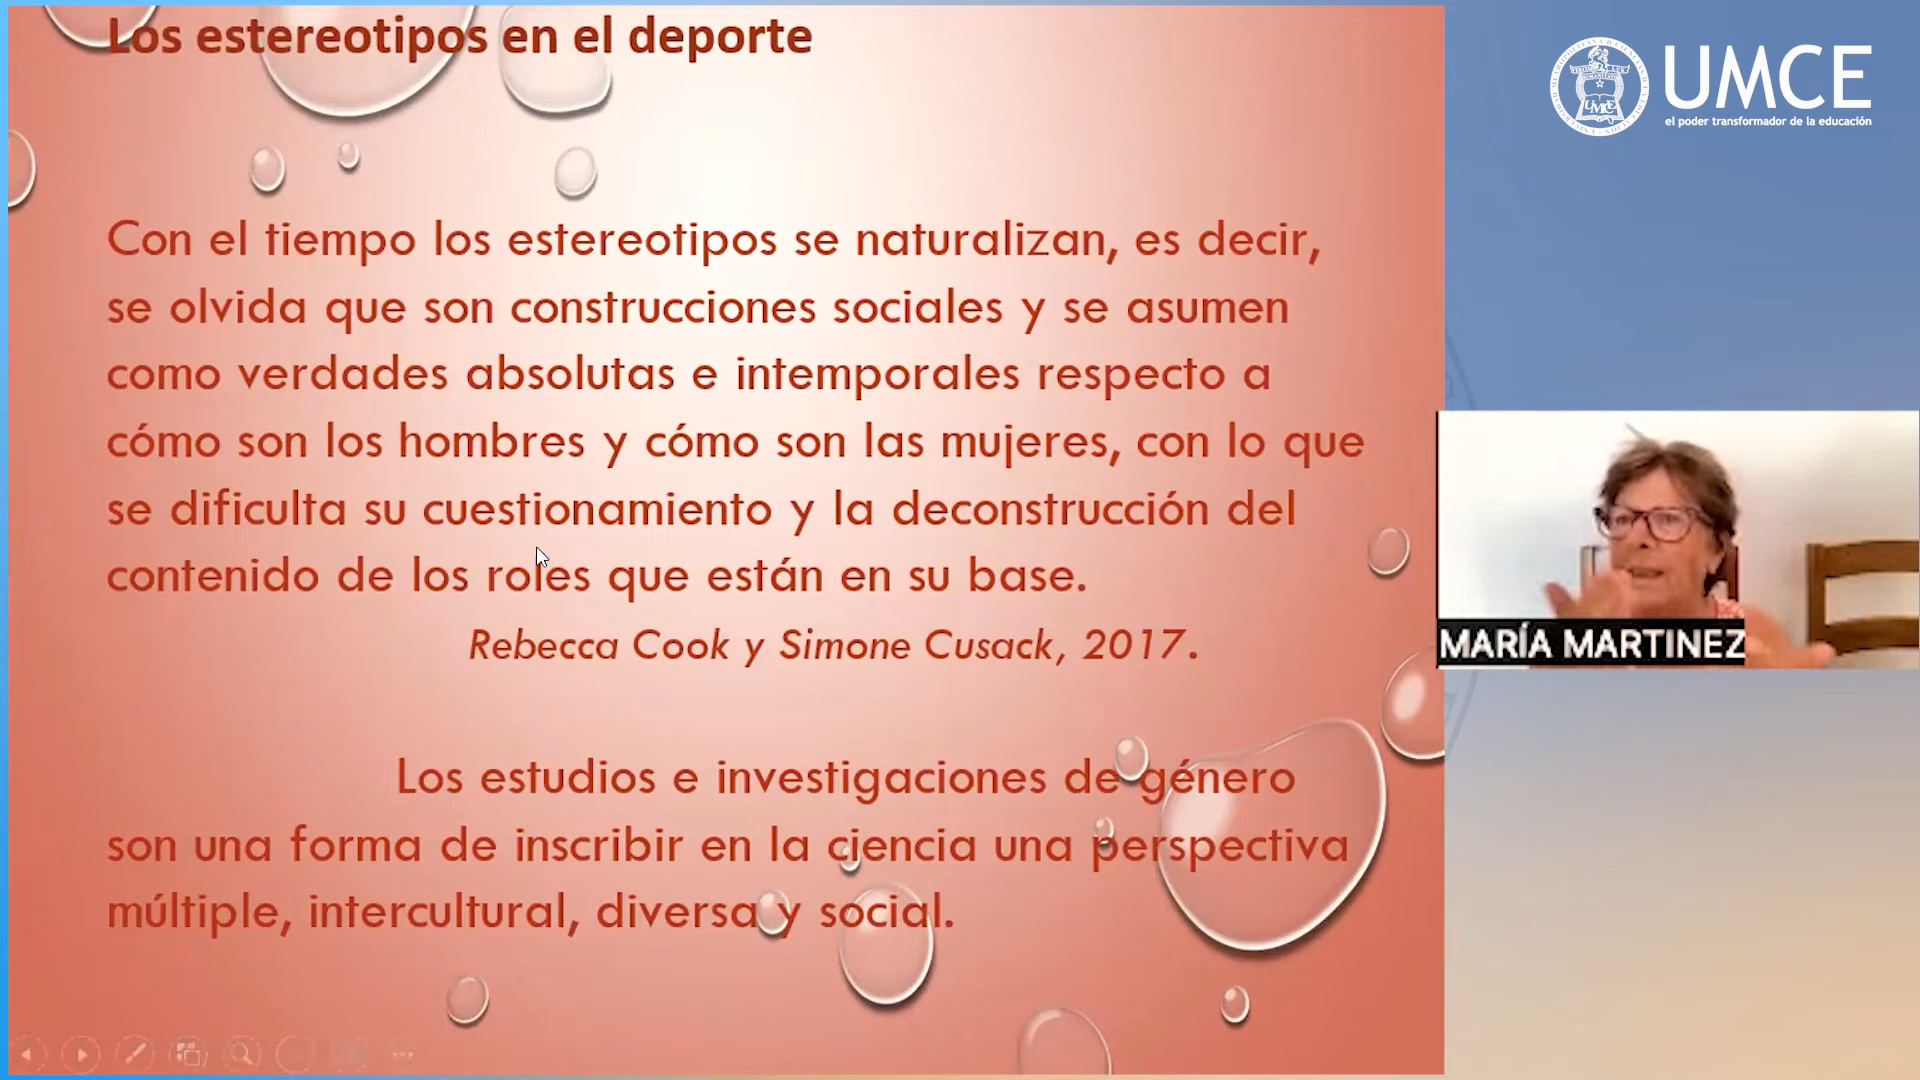 Los estereotipos en el deporte
UMCE
el poder transformador de la educación
Con el tiempo los estereotipos se naturalizan, es decir,
se olvida que son construcciones sociales y se asumen
como verdades absolutas e intemporales respecto a
cómo son los hombres y cómo son las mujeres, con lo que
se dificulta su cuestionamiento y la deconstrucción del
contenido de los roles que están en su base.
Rebecca Cook y Simone Cusack, 2017.
Los estudios e investigaciones de género
son una forma de inscribir en la ciencia una perspectiva
múltiple, intercultural, diversa y social.
MARÍA MARTINEZ